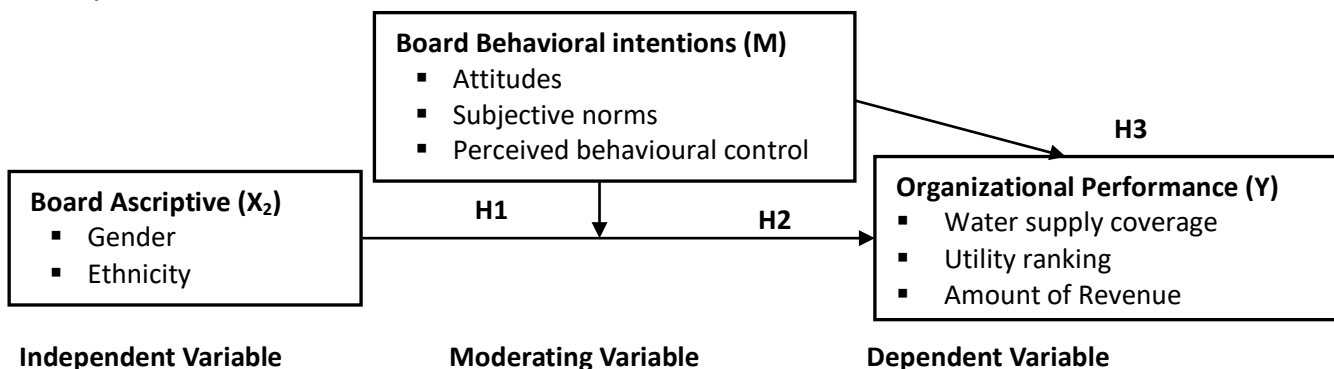 Board Behavioral intentions (M)
▪ Attitudes
▪ Subjective norms
▪ Perceived behavioural control
H3
Board Ascriptive (X₂)
▪ Gender
▪ Ethnicity
H1
H2
Organizational Performance (Y)
▪ Water supply coverage
▪ Utility ranking
▪ Amount of Revenue
Independent Variable
Moderating Variable
Dependent Variable